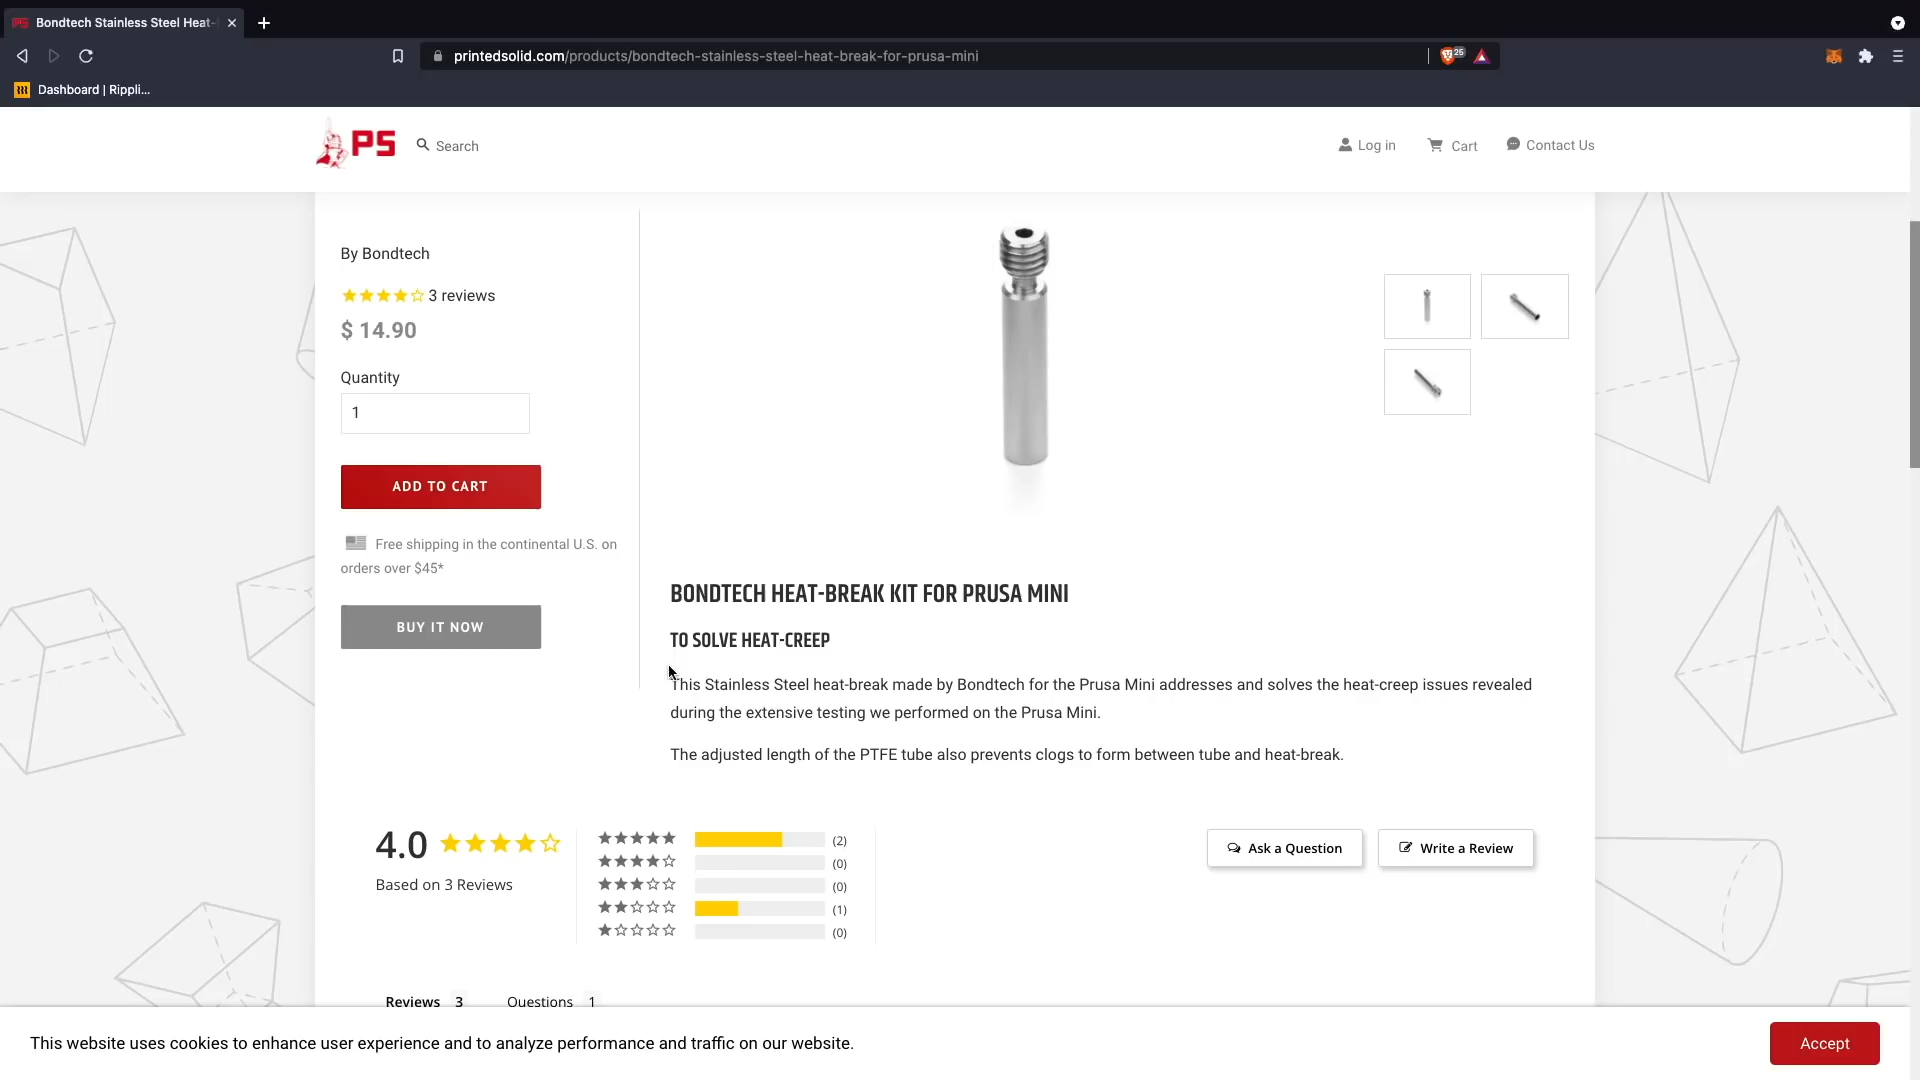 Bondtech Stainless Steel Heat-
printedsolid.com/products/bondtech-stainless-steel-heat-break-for-prusa-mini
25
Dashboard | Rippli...
PS
Search
Log in
Cart
Contact Us
By Bondtech
3 reviews
$ 14.90
Quantity
1
ADD TO CART
Free shipping in the continental U.S. on
orders over $45*
BUY IT NOW
BONDTECH HEAT-BREAK KIT FOR PRUSA MINI
TO SOLVE HEAT-CREEP
This Stainless Steel heat-break made by Bondtech for the Prusa Mini addresses and solves the heat-creep issues revealed
during the extensive testing we performed on the Prusa Mini.
The adjusted length of the PTFE tube also prevents clogs to form between tube and heat-break.
4.0
Based on 3 Reviews
(2)
(0)
(0)
(1)
(0)
Ask a Question
Write a Review
Reviews 3
Questions 1
This website uses cookies to enhance user experience and to analyze performance and traffic on our website.
Accept